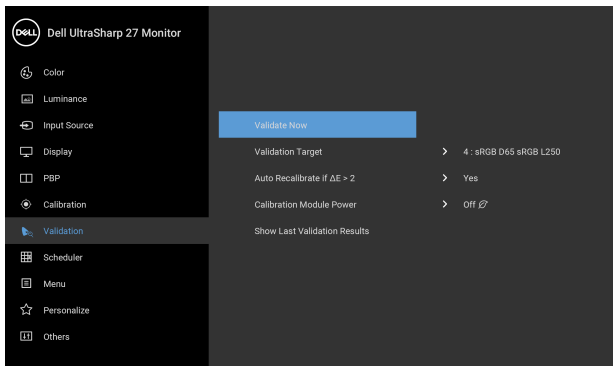 DELL Dell UltraSharp 27 Monitor
Color
Luminance
Input Source Validate Now
Display Validation Target 4 : sRGB D65 sRGB L250
PBP Auto Recalibrate if ΔE > 2 Yes
Calibration Calibration Module Power Off
Validation Show Last Validation Results
Scheduler
Menu
Personalize
Others